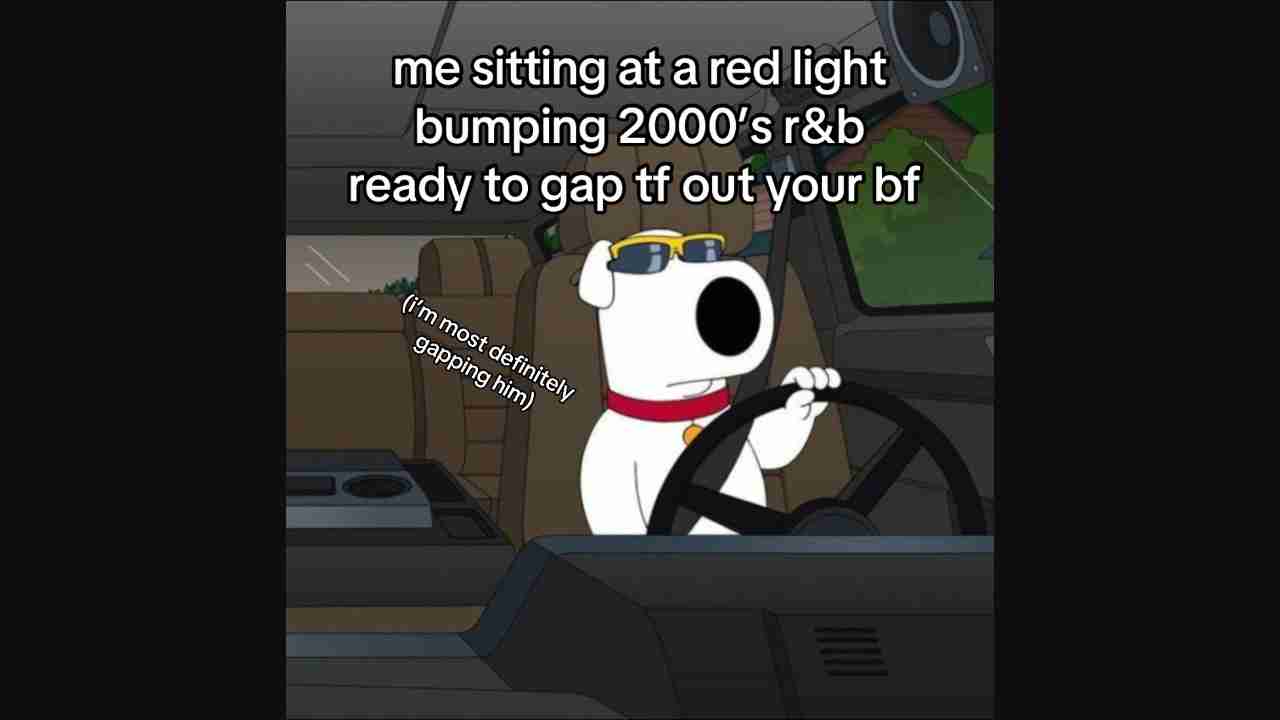 me sitting at a red light
bumping 2000's r&b
ready to gap tf out your bf
(i'm most definitely
gapping him)